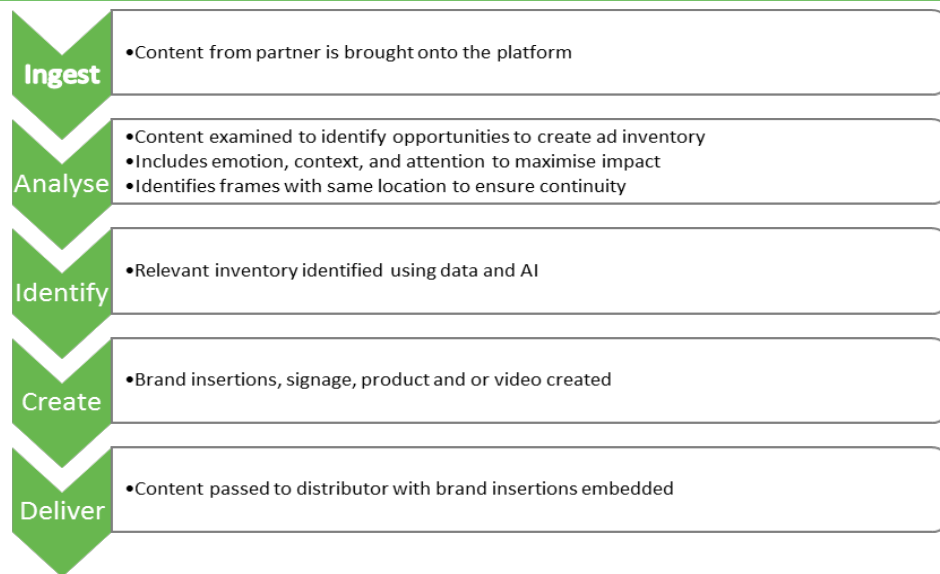 Ingest
•Content from partner is brought onto the platform
Analyse
•Content examined to identify opportunities to create ad inventory
•Includes emotion, context, and attention to maximise impact
•Identifies frames with same location to ensure continuity
Identify
•Relevant inventory identified using data and AI
Create
•Brand insertions, signage, product and or video created
Deliver
•Content passed to distributor with brand insertions embedded